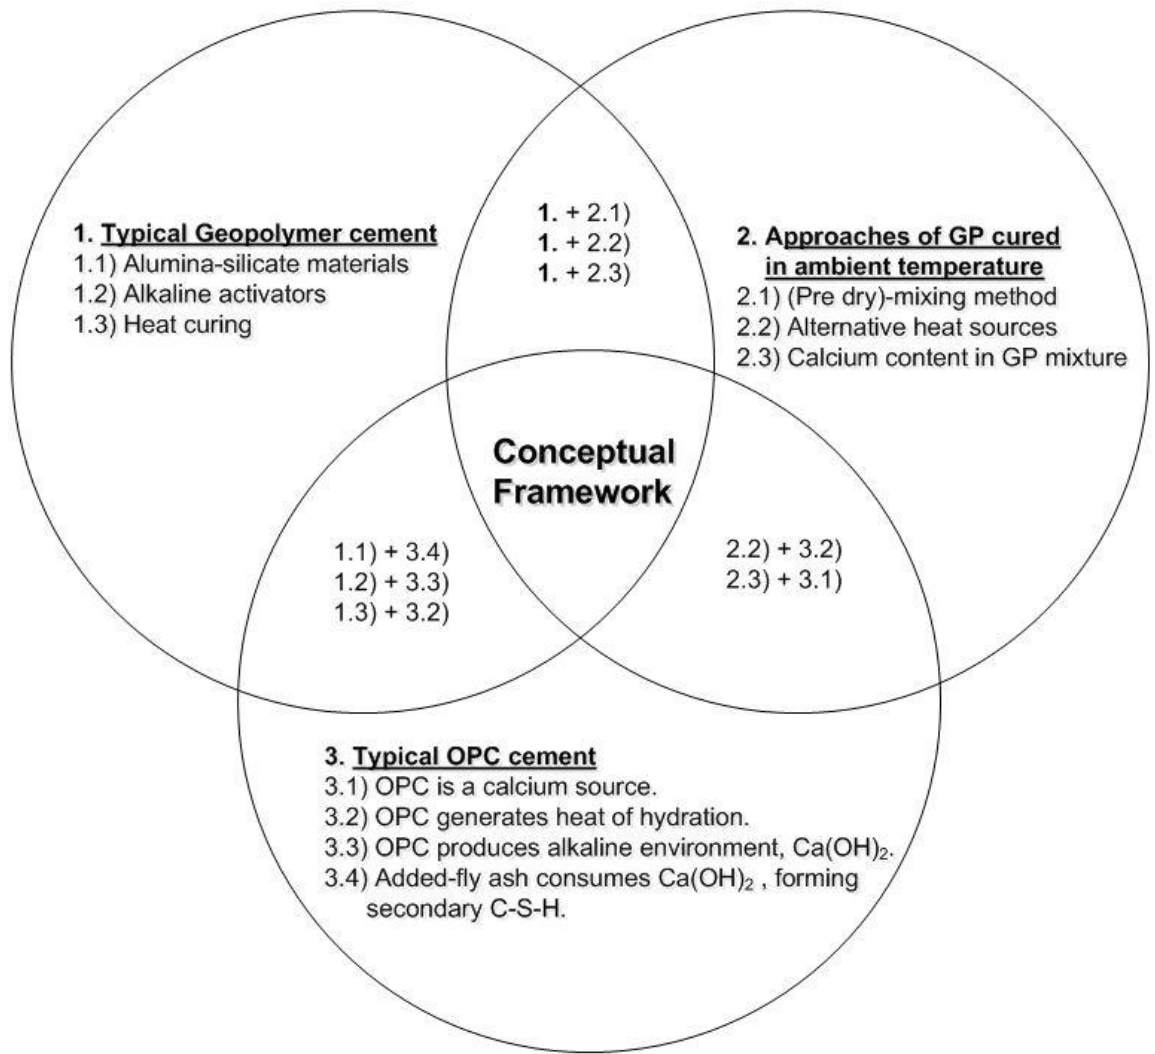 1. + 2.1)
1. + 2.2)
1. + 2.3)
1. Typical Geopolymer cement
1.1) Alumina-silicate materials
1.2) Alkaline activators
1.3) Heat curing
2. Approaches of GP cured
in ambient temperature
2.1) (Pre dry)-mixing method
2.2) Alternative heat sources
2.3) Calcium content in GP mixture
Conceptual
Framework
1.1) + 3.4)
1.2) + 3.3)
1.3) + 3.2)
2.2) + 3.2)
2.3) + 3.1)
3. Typical OPC cement
3.1) OPC is a calcium source.
3.2) OPC generates heat of hydration.
3.3) OPC produces alkaline environment, Ca(OH)₂.
3.4) Added-fly ash consumes Ca(OH)₂ , forming
secondary C-S-H.